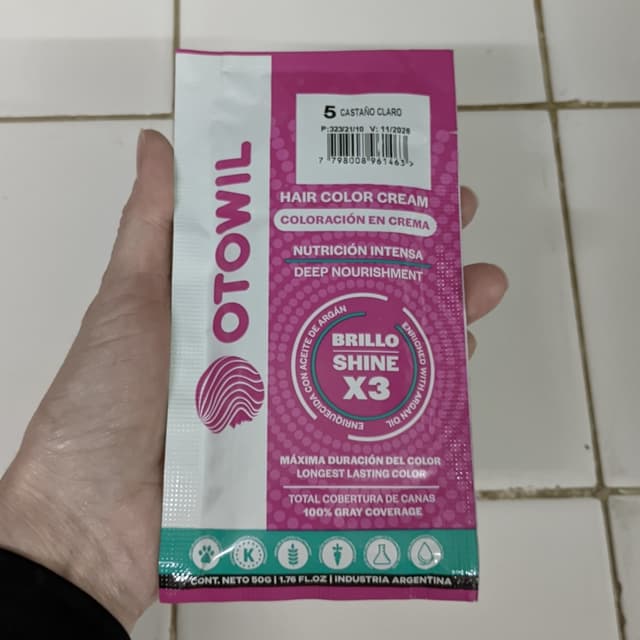 5 CASTAÑO CLARO
P:323/21/10 V: 11/2026
7 798008 961463 >
OTOWIL
HAIR COLOR CREAM
COLORACIÓN EN CREMA
NUTRICIÓN INTENSA
DEEP NOURISHMENT
ENRIQUECIDA CON ACEITE DE ARGÁN
ENRICHED WITH ARGAN OIL
BRILLO
SHINE
X3
MÁXIMA DURACIÓN DEL COLOR
LONGEST LASTING COLOR
TOTAL COBERTURA DE CANAS
100% GRAY COVERAGE
K
CONT. NETO 50G | 1.76 FL.OZ | INDUSTRIA ARGENTINA